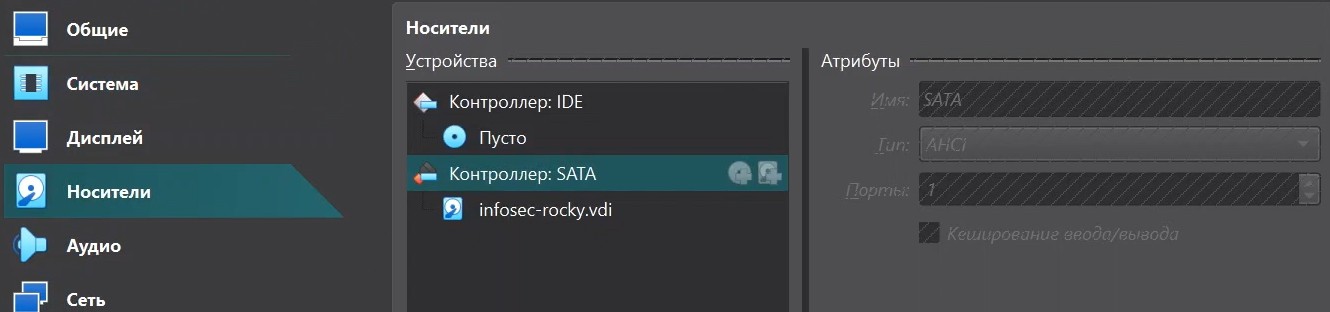 Общие
Система
Дисплей
Носители
Аудио
Сеть
Носители
Устройства
Контроллер: IDE
Пусто
Контроллер: SATA
infosec-rocky.vdi
Атрибуты
Имя: SATA
Тип: AHCI
Порты: 1
Кеширование ввода/вывода